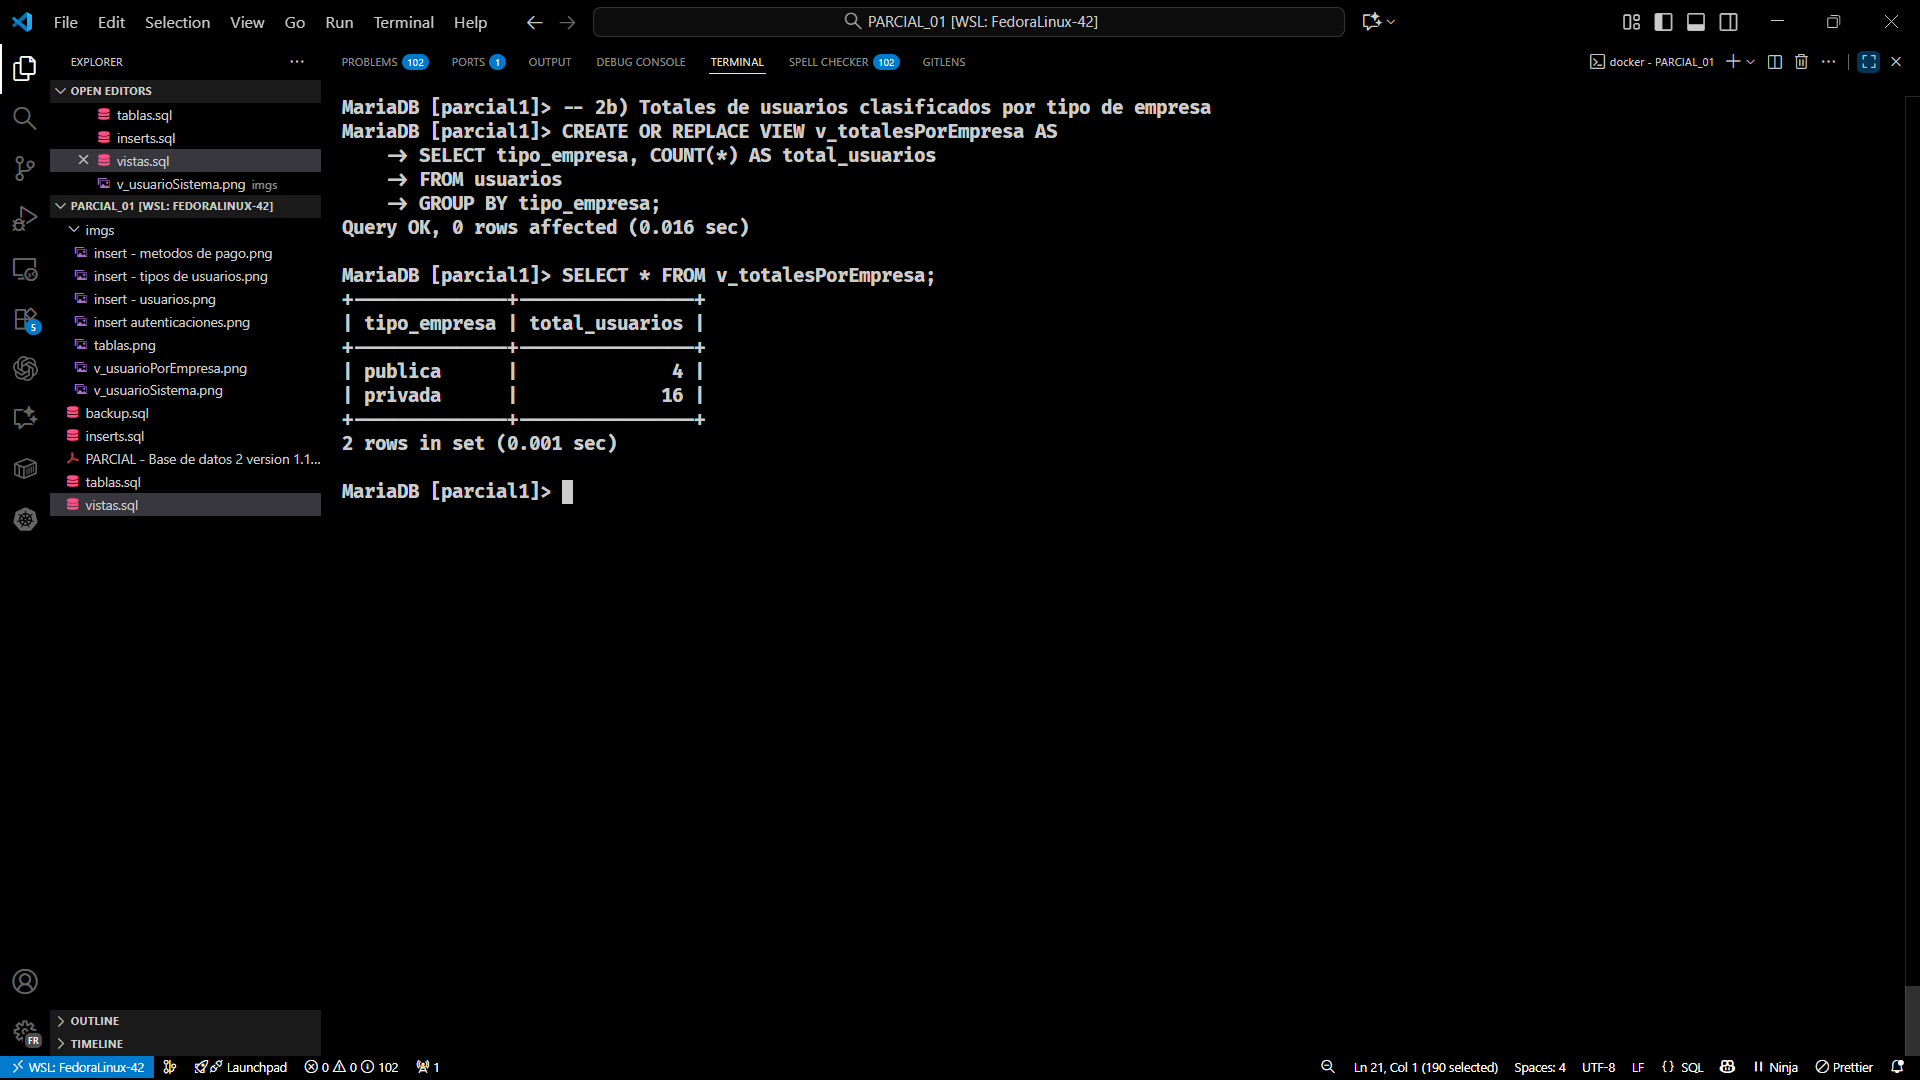 File Edit Selection View Go Run Terminal Help
PARCIAL_01 [WSL: FedoraLinux-42]
EXPLORER
PROBLEMS 102 PORTS 1 OUTPUT DEBUG CONSOLE TERMINAL SPELL CHECKER 102 GITLENS
docker - PARCIAL_01
OPEN EDITORS
tablas.sql
inserts.sql
vistas.sql
v_usuarioSistema.png imgs
PARCIAL_01 [WSL: FEDORALINUX-42]
imgs
insert - metodos de pago.png
insert - tipos de usuarios.png
insert - usuarios.png
insert autenticaciones.png
tablas.png
v_usuarioPorEmpresa.png
v_usuarioSistema.png
backup.sql
inserts.sql
PARCIAL - Base de datos 2 version 1.1...
tablas.sql
vistas.sql
5
MariaDB [parcial1]> -- 2b) Totales de usuarios clasificados por tipo de empresa
MariaDB [parcial1]> CREATE OR REPLACE VIEW v_totalesPorEmpresa AS
    -> SELECT tipo_empresa, COUNT(*) AS total_usuarios
    -> FROM usuarios
    -> GROUP BY tipo_empresa;
Query OK, 0 rows affected (0.016 sec)
MariaDB [parcial1]> SELECT * FROM v_totalesPorEmpresa;
+--------------+----------------+
| tipo_empresa | total_usuarios |
+--------------+----------------+
| publica      |              4 |
| privada      |             16 |
+--------------+----------------+
2 rows in set (0.001 sec)
MariaDB [parcial1]>
OUTLINE
TIMELINE
FR
WSL: FedoraLinux-42 Launchpad 0 0 102 1
Ln 21, Col 1 (190 selected) Spaces: 4 UTF-8 LF {} SQL Ninja Prettier